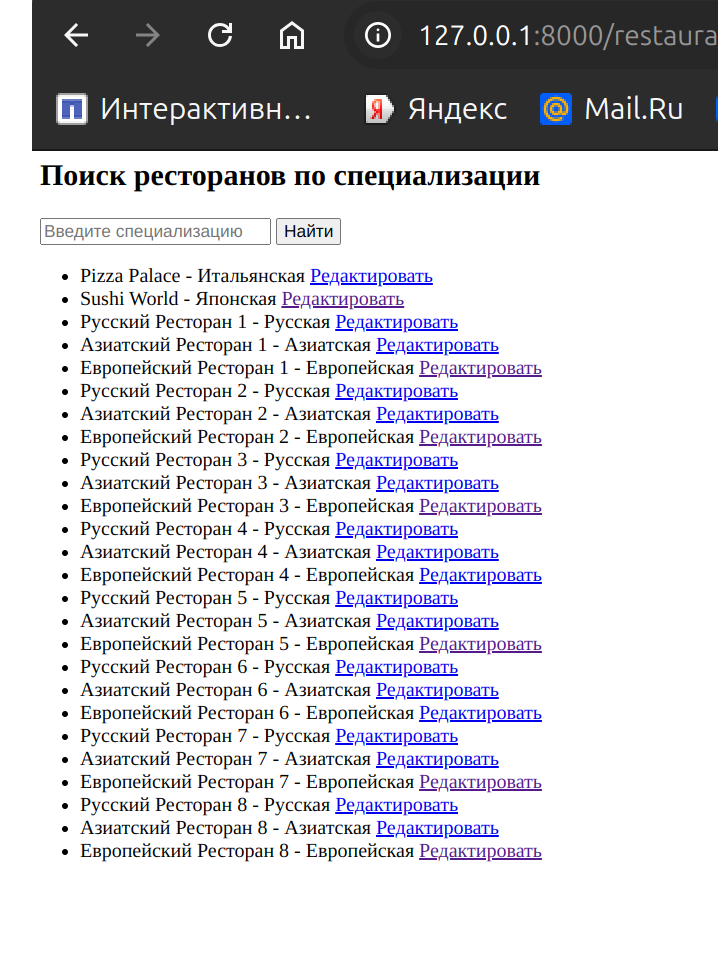 127.0.0.1:8000/restaura
Интерактивн... Яндекс Mail.Ru
Поиск ресторанов по специализации
Введите специализацию Найти
Pizza Palace - Итальянская Редактировать
Sushi World - Японская Редактировать
Русский Ресторан 1 - Русская Редактировать
Азиатский Ресторан 1 - Азиатская Редактировать
Европейский Ресторан 1 - Европейская Редактировать
Русский Ресторан 2 - Русская Редактировать
Азиатский Ресторан 2 - Азиатская Редактировать
Европейский Ресторан 2 - Европейская Редактировать
Русский Ресторан 3 - Русская Редактировать
Азиатский Ресторан 3 - Азиатская Редактировать
Европейский Ресторан 3 - Европейская Редактировать
Русский Ресторан 4 - Русская Редактировать
Азиатский Ресторан 4 - Азиатская Редактировать
Европейский Ресторан 4 - Европейская Редактировать
Русский Ресторан 5 - Русская Редактировать
Азиатский Ресторан 5 - Азиатская Редактировать
Европейский Ресторан 5 - Европейская Редактировать
Русский Ресторан 6 - Русская Редактировать
Азиатский Ресторан 6 - Азиатская Редактировать
Европейский Ресторан 6 - Европейская Редактировать
Русский Ресторан 7 - Русская Редактировать
Азиатский Ресторан 7 - Азиатская Редактировать
Европейский Ресторан 7 - Европейская Редактировать
Русский Ресторан 8 - Русская Редактировать
Азиатский Ресторан 8 - Азиатская Редактировать
Европейский Ресторан 8 - Европейская Редактировать